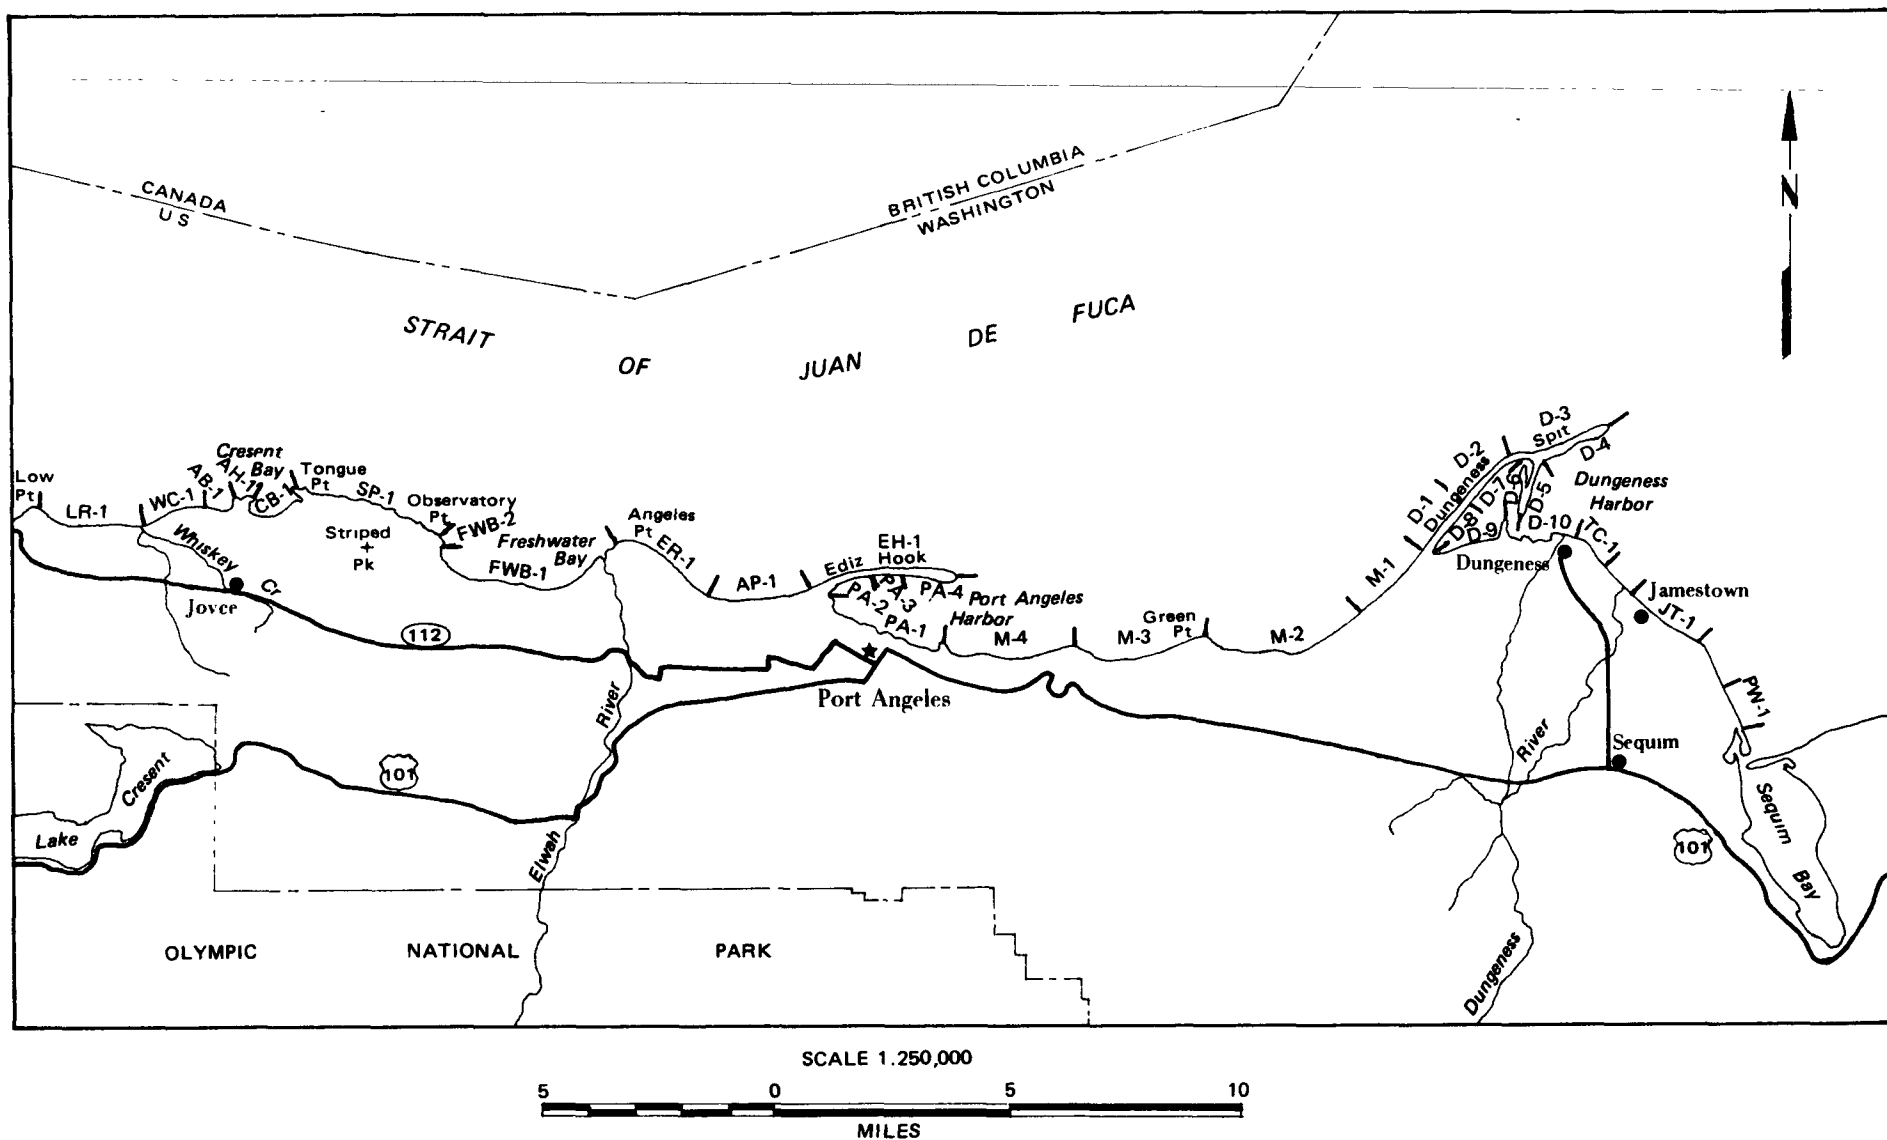 CANADA
US
BRITISH COLUMBIA
WASHINGTON
N
STRAIT OF JUAN DE FUCA
Low
Pt
LR-1
WC-1
AB-1
AH-1
Cresent
Bay
CB-1
Tongue
Pt
SP-1
Observatory
Pt
FWB-2
Striped
Pk
Freshwater
Bay
FWB-1
Angeles
Pt
ER-1
AP-1
Ediz
EH-1
Hook
PA-2
PA-3
PA-4
PA-1
Port Angeles
Harbor
M-4
M-3
Green
Pt
M-2
M-1
D-1
D-2
Dungeness
D-3
Spit
D-4
D-5
D-6
D-7
D-8
D-9
D-10
Dungeness
Harbor
Dungeness
TC-1
Jamestown
JT-1
PW-1
Whiskey
Cr
Joyce
112
Port Angeles
River
Elwah
101
Cresent
Lake
River
Dungeness
Sequim
101
Sequim
Bay
OLYMPIC NATIONAL PARK
SCALE 1.250,000
5 0 5 10
MILES